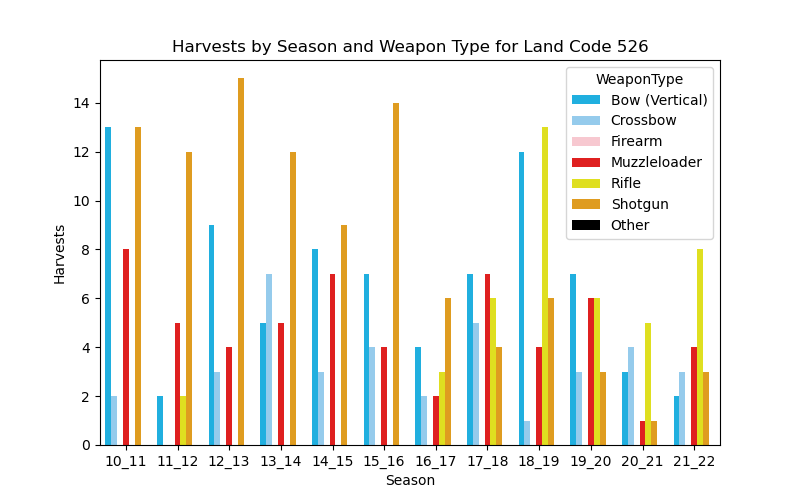 Harvests by Season and Weapon Type for Land Code 526
WeaponType
Bow (Vertical)
Crossbow
Firearm
Muzzleloader
Rifle
Shotgun
Other
Harvests
14
12
10
8
6
4
2
0
10_11 11_12 12_13 13_14 14_15 15_16 16_17 17_18 18_19 19_20 20_21 21_22
Season